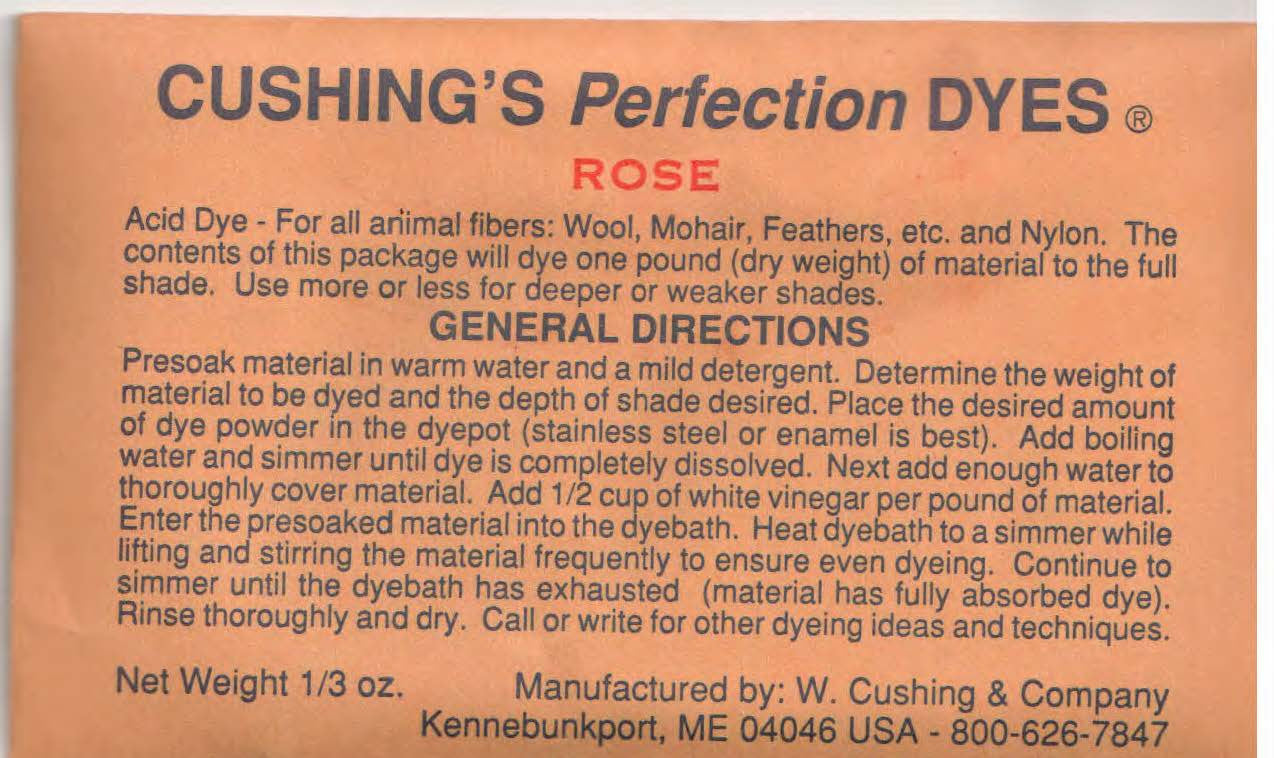 CUSHING'S Perfection DYES ®
ROSE
Acid Dye - For all animal fibers: Wool, Mohair, Feathers, etc. and Nylon. The
contents of this package will dye one pound (dry weight) of material to the full
shade. Use more or less for deeper or weaker shades.
GENERAL DIRECTIONS
Presoak material in warm water and a mild detergent. Determine the weight of
material to be dyed and the depth of shade desired. Place the desired amount
of dye powder in the dyepot (stainless steel or enamel is best). Add boiling
water and simmer until dye is completely dissolved. Next add enough water to
thoroughly cover material. Add 1/2 cup of white vinegar per pound of material.
Enter the presoaked material into the dyebath. Heat dyebath to a simmer while
lifting and stirring the material frequently to ensure even dyeing. Continue to
simmer until the dyebath has exhausted (material has fully absorbed dye).
Rinse thoroughly and dry. Call or write for other dyeing ideas and techniques.
Net Weight 1/3 oz. Manufactured by: W. Cushing & Company
Kennebunkport, ME 04046 USA - 800-626-7847